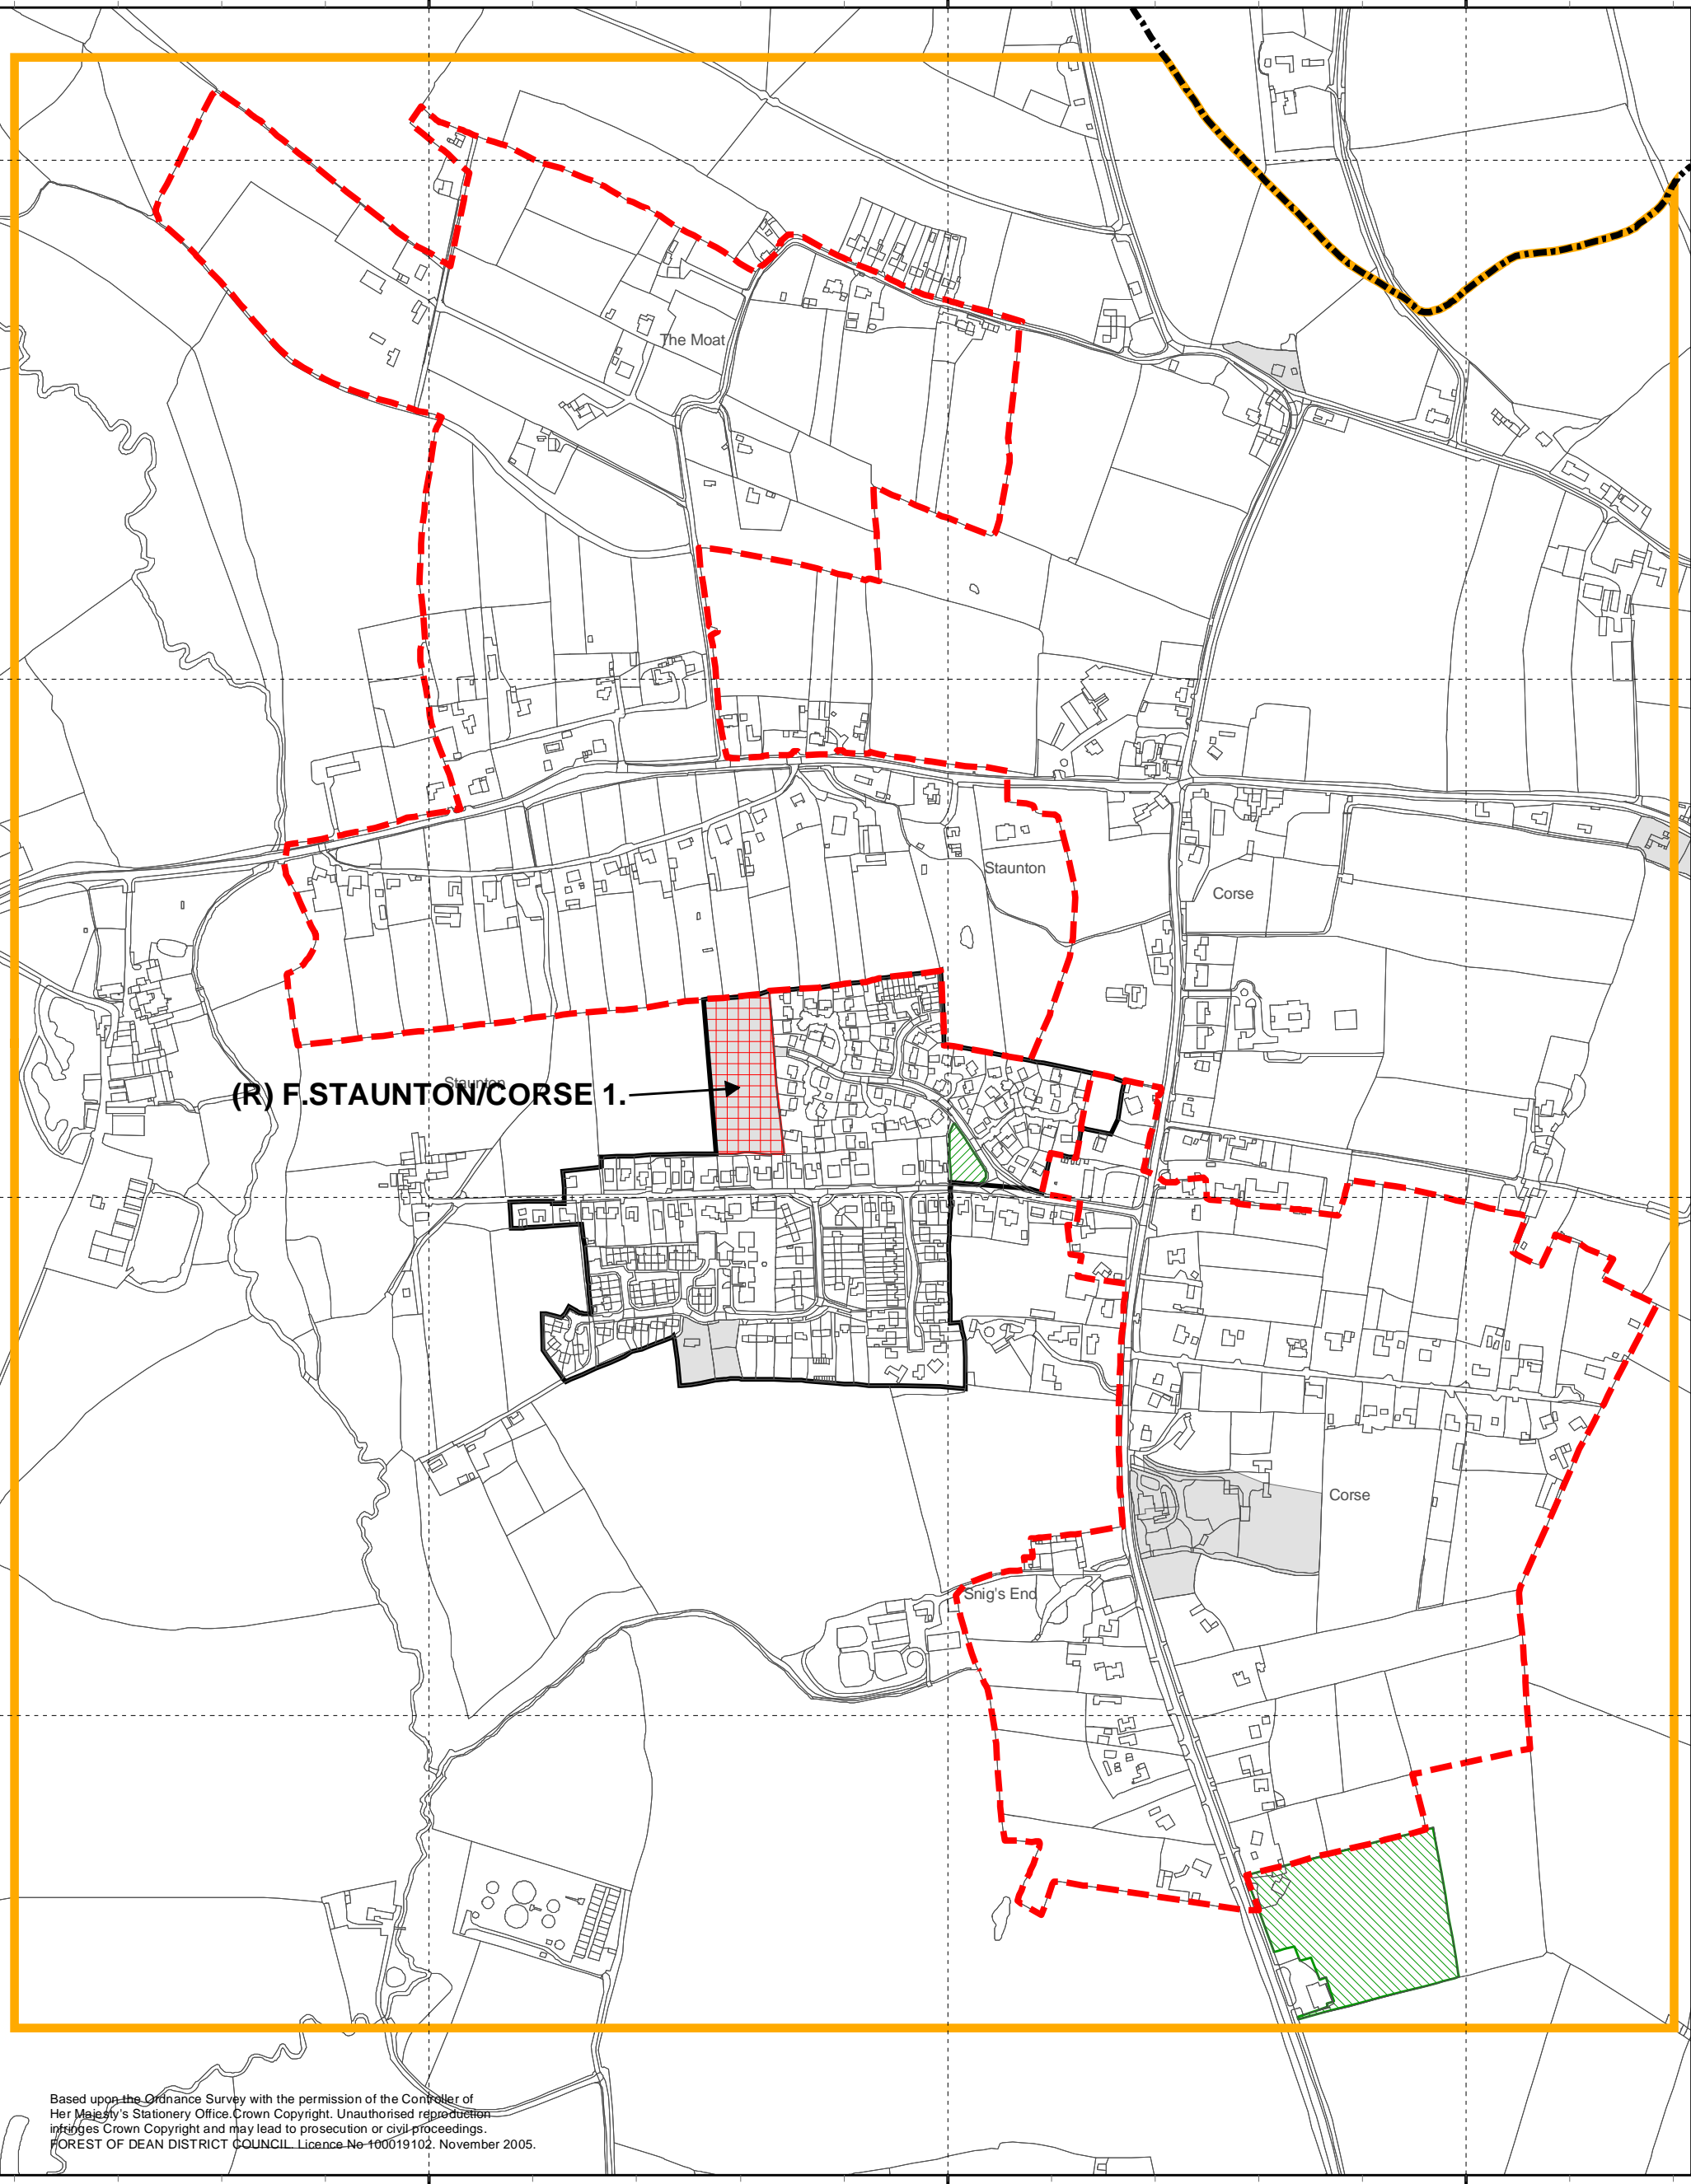 The Moat
Staunton
Corse
Staunton
(R) F.STAUNTON/CORSE 1.
Corse
Snig's End
Based upon the Ordnance Survey with the permission of the Controller of
Her Majesty's Stationery Office.Crown Copyright. Unauthorised reproduction
infringes Crown Copyright and may lead to prosecution or civil proceedings.
FOREST OF DEAN DISTRICT COUNCIL. Licence No 100019102. November 2005.